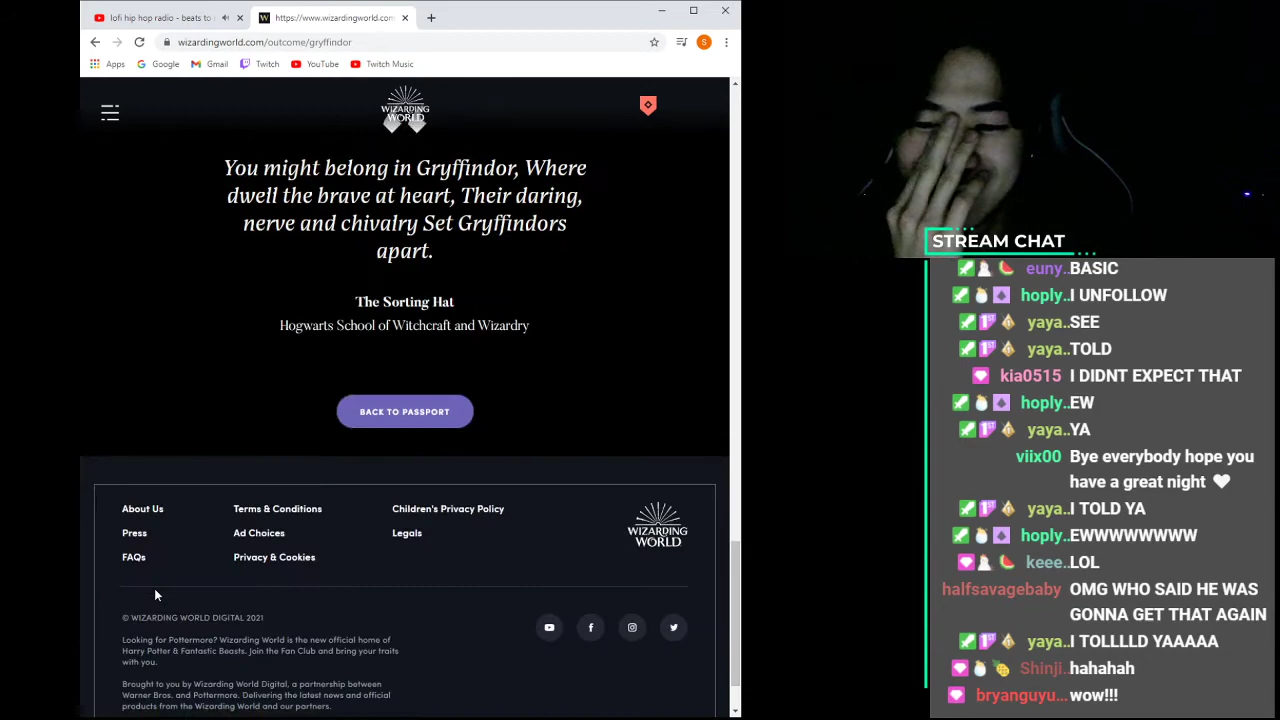 lofi hip hop radio - beats to
https://www.wizardingworld.com
wizardingworld.com/outcome/gryffindor
S
Apps
Google
Gmail
Twitch
YouTube
Twitch Music
WIZARDING
WORLD
You might belong in Gryffindor, Where
dwell the brave at heart, Their daring,
nerve and chivalry Set Gryffindors
apart.
The Sorting Hat
Hogwarts School of Witchcraft and Wizardry
BACK TO PASSPORT
About Us
Terms & Conditions
Children's Privacy Policy
Press
Ad Choices
Legals
FAQs
Privacy & Cookies
WIZARDING
WORLD
© WIZARDING WORLD DIGITAL 2021
Looking for Pottermore? Wizarding World is the new official home of
Harry Potter & Fantastic Beasts. Join the Fan Club and bring your traits
with you.
Brought to you by Wizarding World Digital, a partnership between
Warner Bros. and Pottermore. Delivering the latest news and official
products from the Wizarding World and our partners.
STREAM CHAT
euny.. BASIC
hoply.. I UNFOLLOW
yaya.. SEE
yaya.. TOLD
kia0515 I DIDNT EXPECT THAT
hoply.. EW
yaya.. YA
viix00 Bye everybody hope you
have a great night
yaya.. I TOLD YA
hoply.. EWWWWWWWW
keee.. LOL
halfsavagebaby OMG WHO SAID HE WAS
GONNA GET THAT AGAIN
yaya.. I TOLLLLD YAAAAA
Shinji.. hahahah
bryanguyu... wow!!!